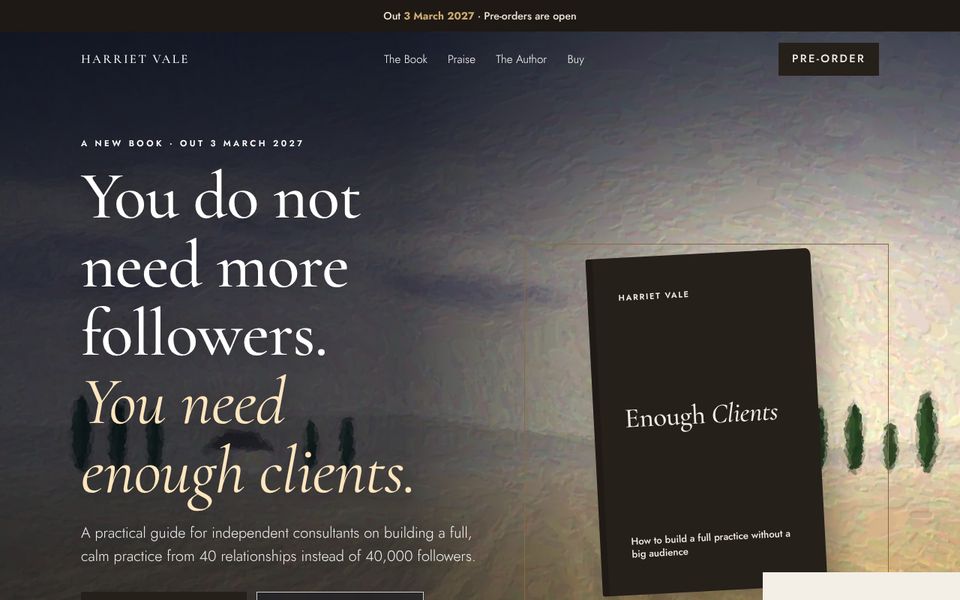 Out 3 March 2027 · Pre-orders are open
HARRIET VALE
The Book
Praise
The Author
Buy
PRE-ORDER
A NEW BOOK · OUT 3 MARCH 2027
You do not
need more
followers.
You need
enough clients.
A practical guide for independent consultants on building a full,
calm practice from 40 relationships instead of 40,000 followers.
HARRIET VALE
Enough Clients
How to build a full practice without a
big audience